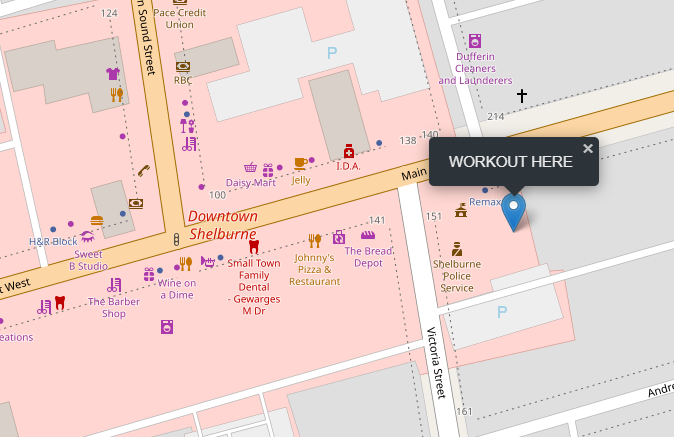 124
Pace Credit
Union
n Sound Street
P
RBC
Dufferin
Cleaners
and Launderers
214
138
140
I.D.A.
Daisy Mart
Jelly
Main
WORKOUT HERE
×
Remax
100
Downtown
Shelburne
141
151
H&R Block
Sweet
B Studio
Johnny's
Pizza &
Restaurant
The Bread
Depot
Shelburne
Police
Service
Small Town
Family
Dental
- Gewarges
M Dr
Wine on
a Dime
t West
The Barber
Shop
P
eations
Victoria Street
161
Andre